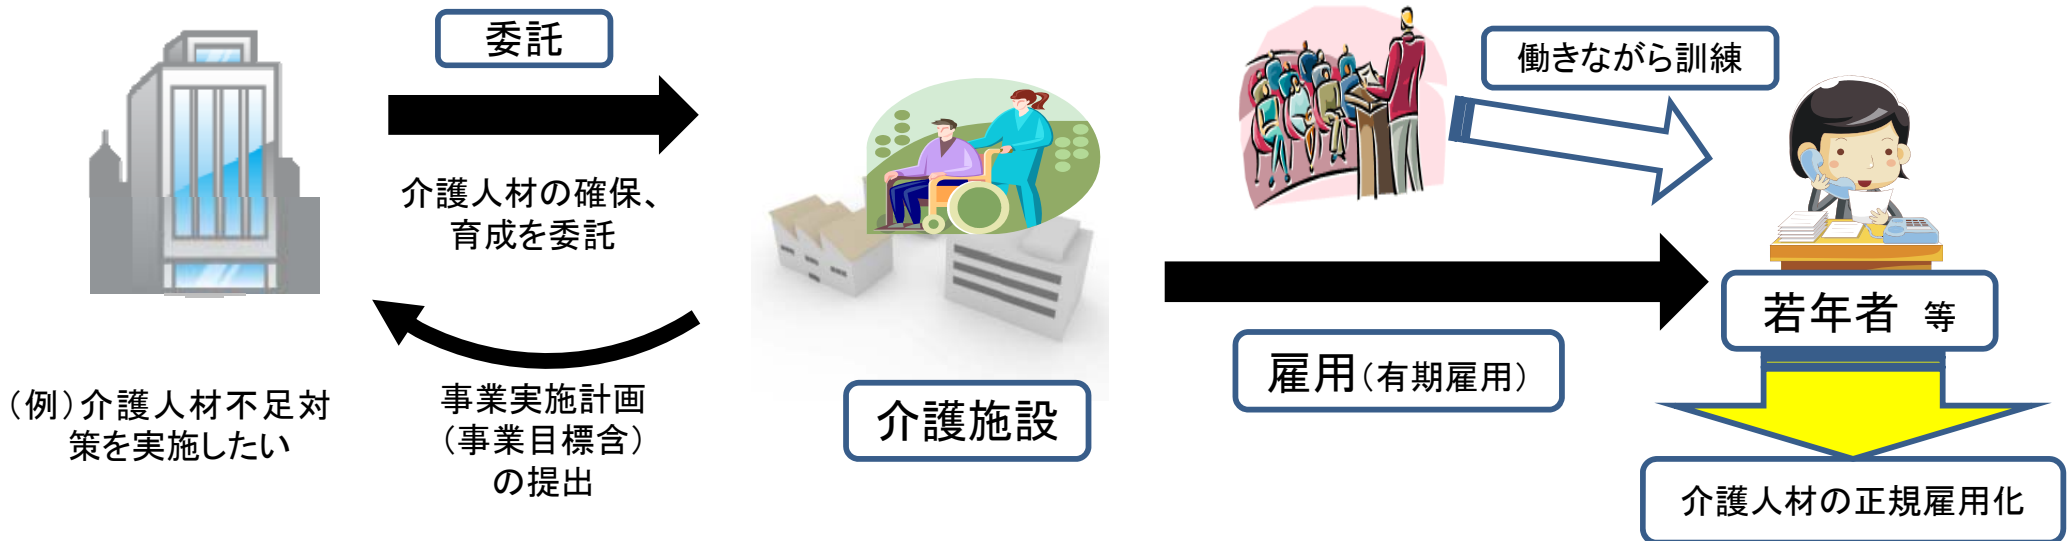 委託
介護人材の確保、
育成を委託
(例)介護人材不足対
策を実施したい
事業実施計画
(事業目標含)
の提出
介護施設
働きながら訓練
雇用(有期雇用)
若年者 等
介護人材の正規雇用化